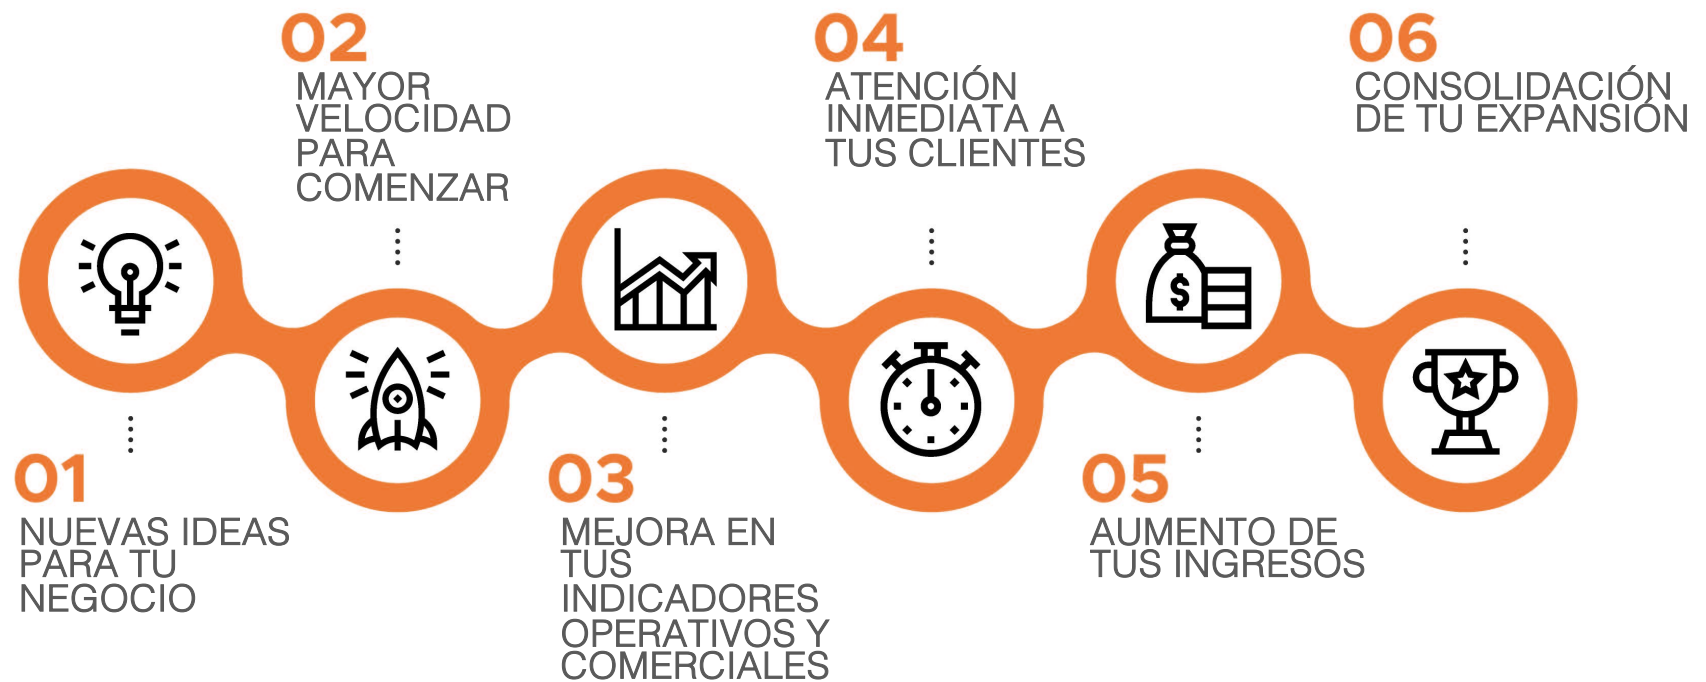 01
NUEVAS IDEAS
PARA TU
NEGOCIO
02
MAYOR
VELOCIDAD
PARA
COMENZAR
03
MEJORA EN
TUS
INDICADORES
OPERATIVOS Y
COMERCIALES
04
ATENCIÓN
INMEDIATA A
TUS CLIENTES
05
AUMENTO DE
TUS INGRESOS
$
06
CONSOLIDACIÓN
DE TU EXPANSIÓN